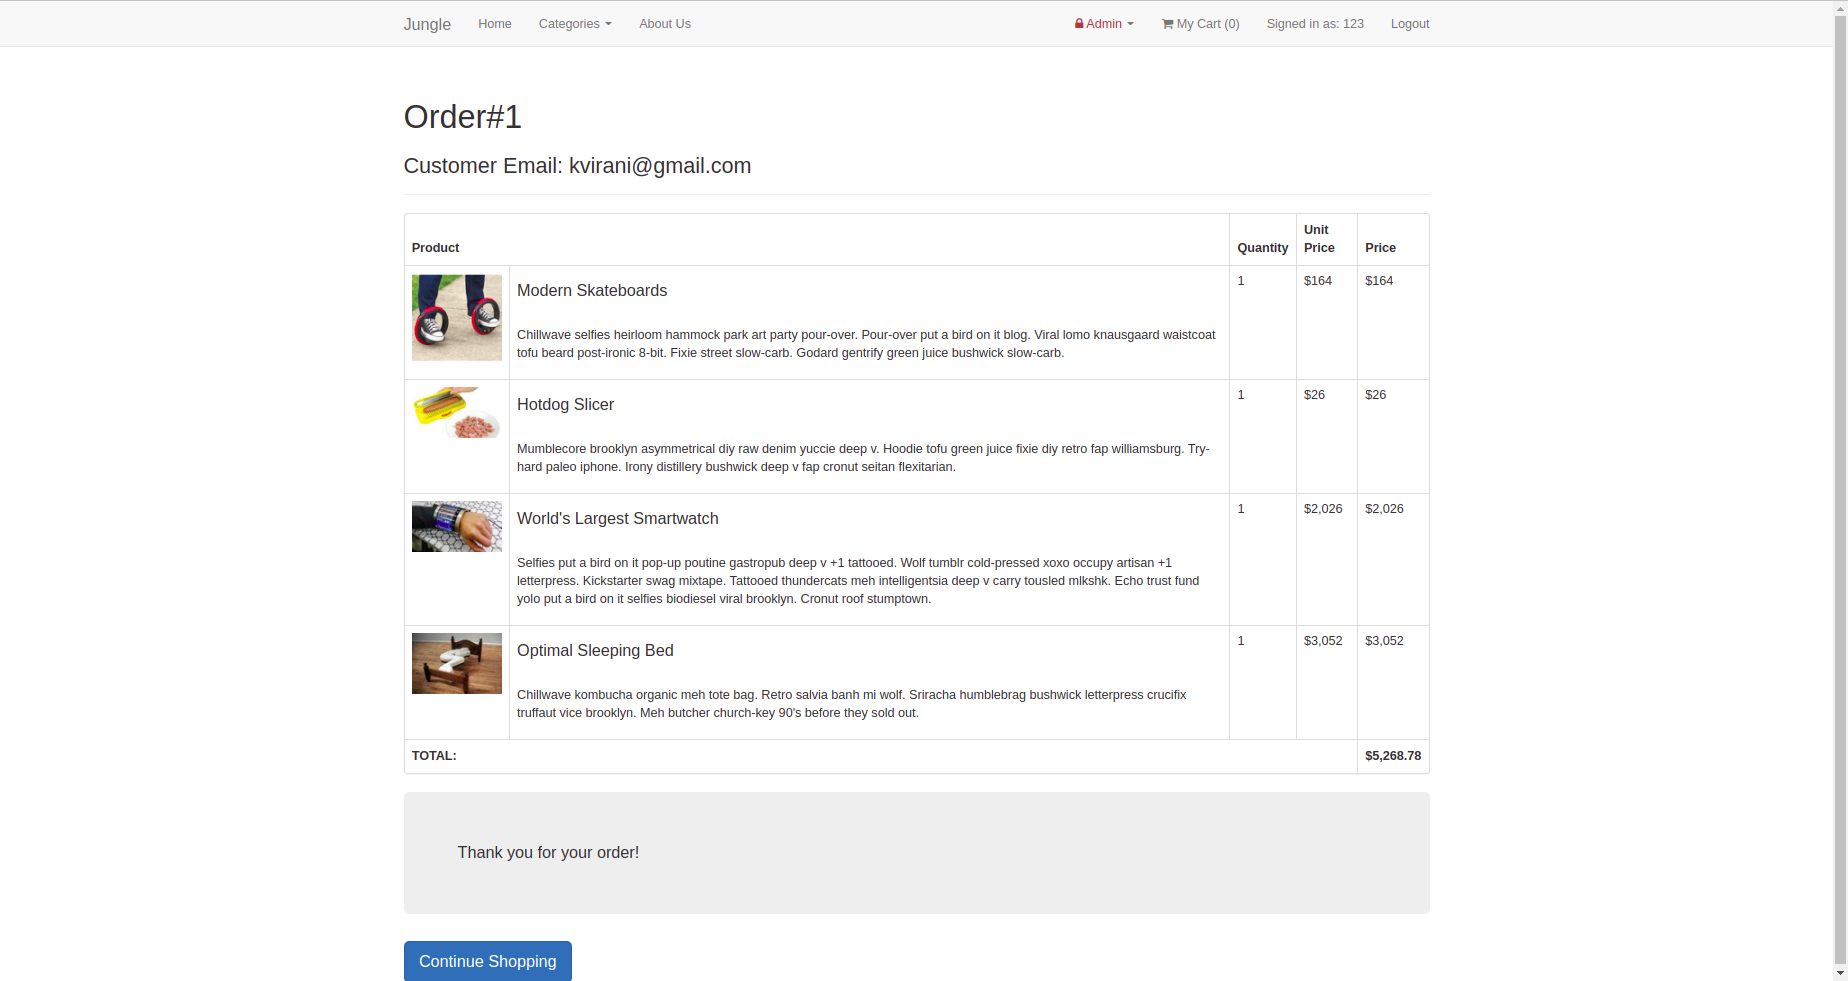 Jungle Home Categories About Us Admin My Cart (0) Signed in as: 123 Logout
Order#1
Customer Email: kvirani@gmail.com
Product Quantity Unit Price Price
Modern Skateboards 1 $164 $164
Chillwave selfies heirloom hammock park art party pour-over. Pour-over put a bird on it blog. Viral lomo knausgaard waistcoat
tofu beard post-ironic 8-bit. Fixie street slow-carb. Godard gentrify green juice bushwick slow-carb.
Hotdog Slicer 1 $26 $26
Mumblecore brooklyn asymmetrical diy raw denim yuccie deep v. Hoodie tofu green juice fixie diy retro fap williamsburg. Try-
hard paleo iphone. Irony distillery bushwick deep v fap cronut seitan flexitarian.
World's Largest Smartwatch 1 $2,026 $2,026
Selfies put a bird on it pop-up poutine gastropub deep v +1 tattooed. Wolf tumblr cold-pressed xoxo occupy artisan +1
letterpress. Kickstarter swag mixtape. Tattooed thundercats meh intelligentsia deep v carry tousled mlkshk. Echo trust fund
yolo put a bird on it selfies biodiesel viral brooklyn. Cronut roof stumptown.
Optimal Sleeping Bed 1 $3,052 $3,052
Chillwave kombucha organic meh tote bag. Retro salvia banh mi wolf. Sriracha humblebrag bushwick letterpress crucifix
truffaut vice brooklyn. Meh butcher church-key 90's before they sold out.
TOTAL: $5,268.78
Thank you for your order!
Continue Shopping